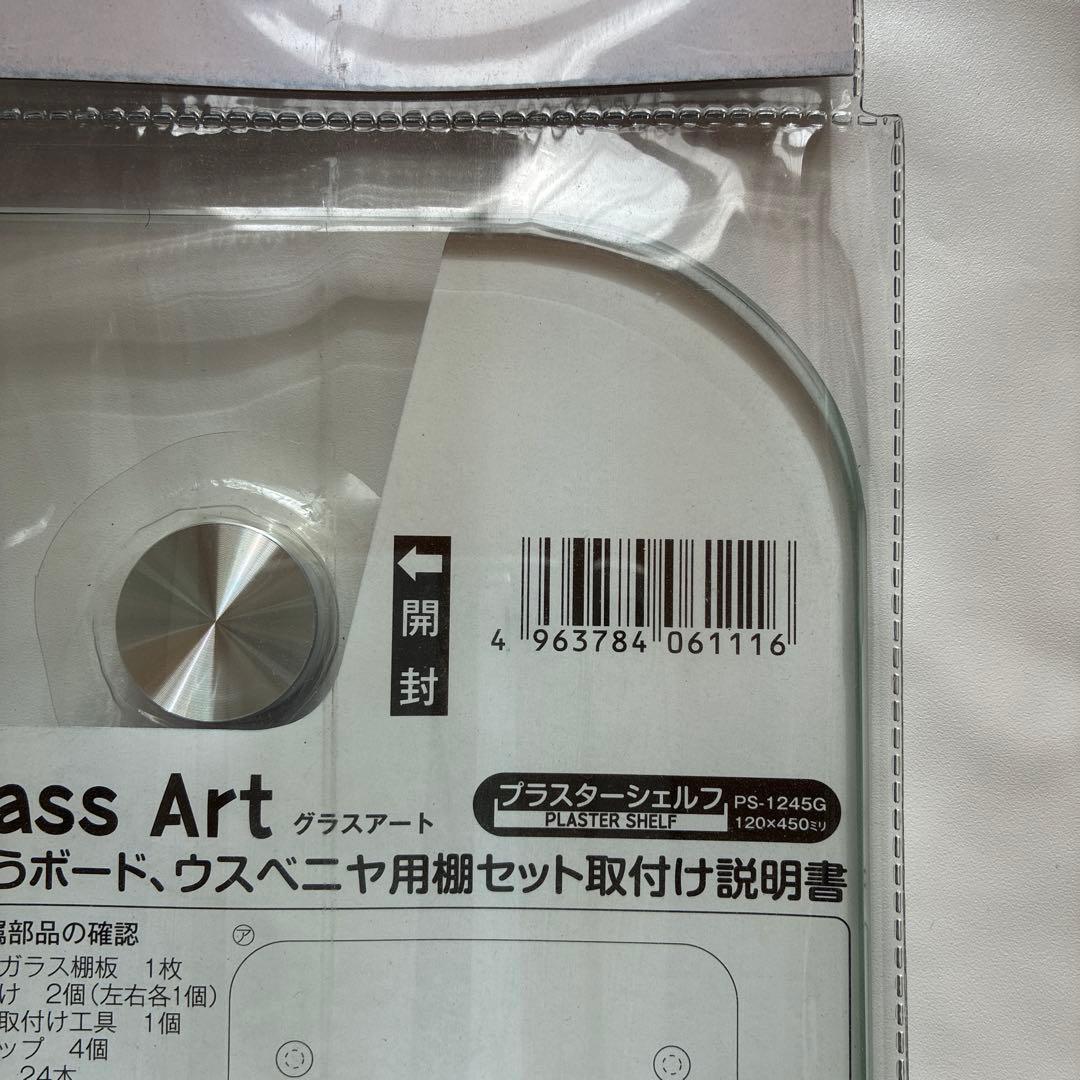 開封
4 963784 061116
ass Art グラスアート
プラスターシェルフ
PLASTER SHELF
PS-1245G
120×450ミリ
うボード、ウスベニヤ用棚セット取付け説明書
属部品の確認
ガラス棚板 1枚
け 2個(左右各1個)
取付け工具 1個
ップ 4個
24本
ア